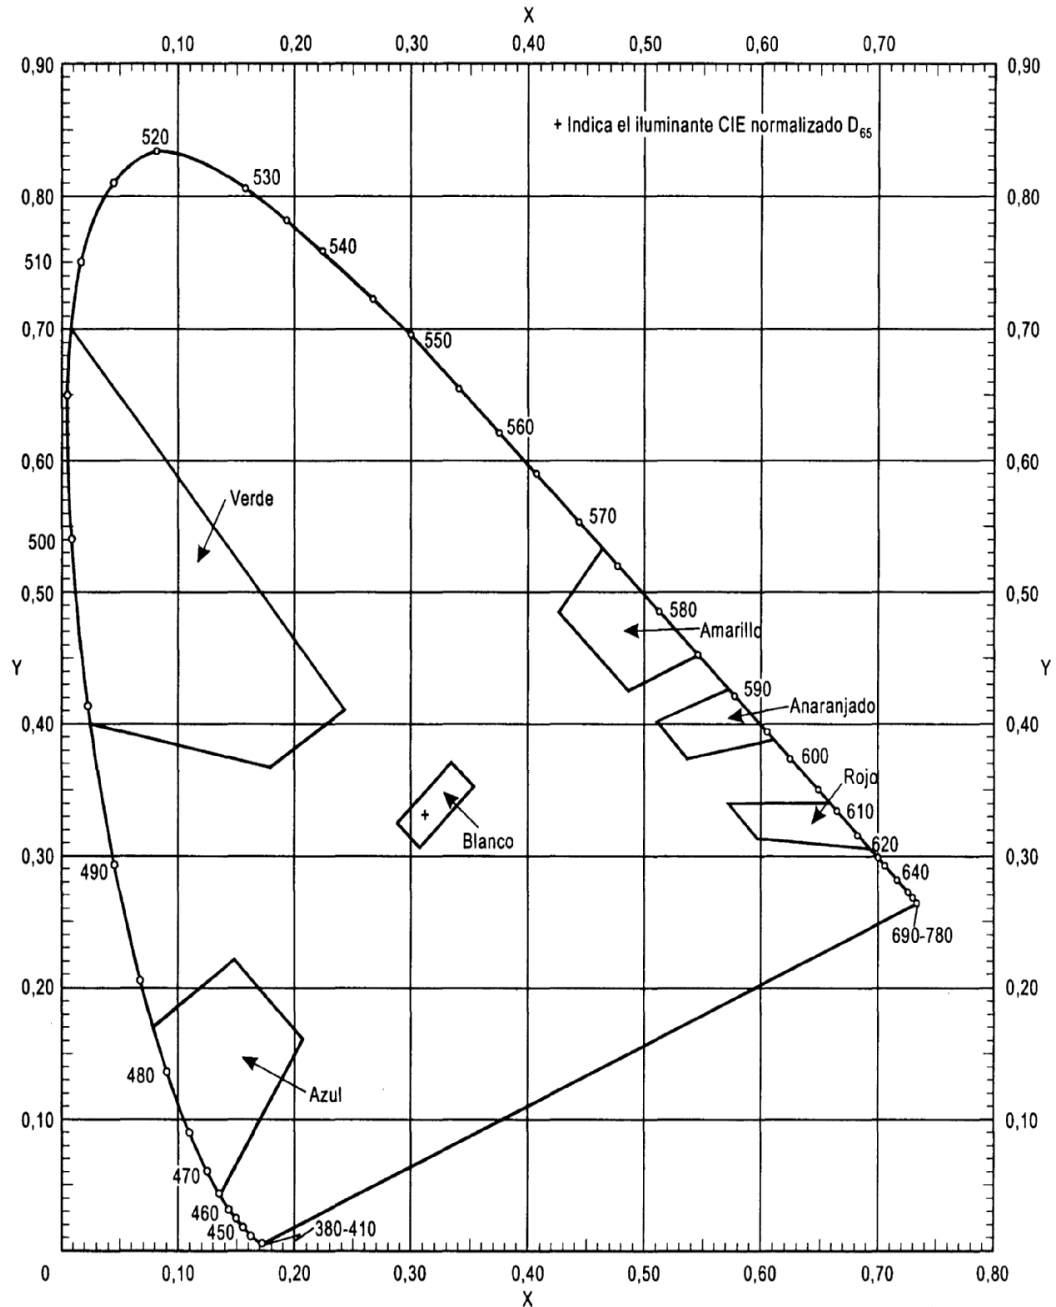 X
0,10 0,20 0,30 0,40 0,50 0,60 0,70
0,90 0,90
+ Indica el iluminante CIE normalizado D65
520
530
0,80 0,80
540
510
0,70 0,70
550
560
0,60 0,60
Verde
570
500
0,50 0,50
580
Amarillo
Y Y
590
Anaranjado
0,40 0,40
600
Rojo
610
Blanco
620
0,30 0,30
490 640
690-780
0,20 0,20
480
Azul
0,10 0,10
470
460
450 380-410
0 0,10 0,20 0,30 0,40 0,50 0,60 0,70 0,80
X